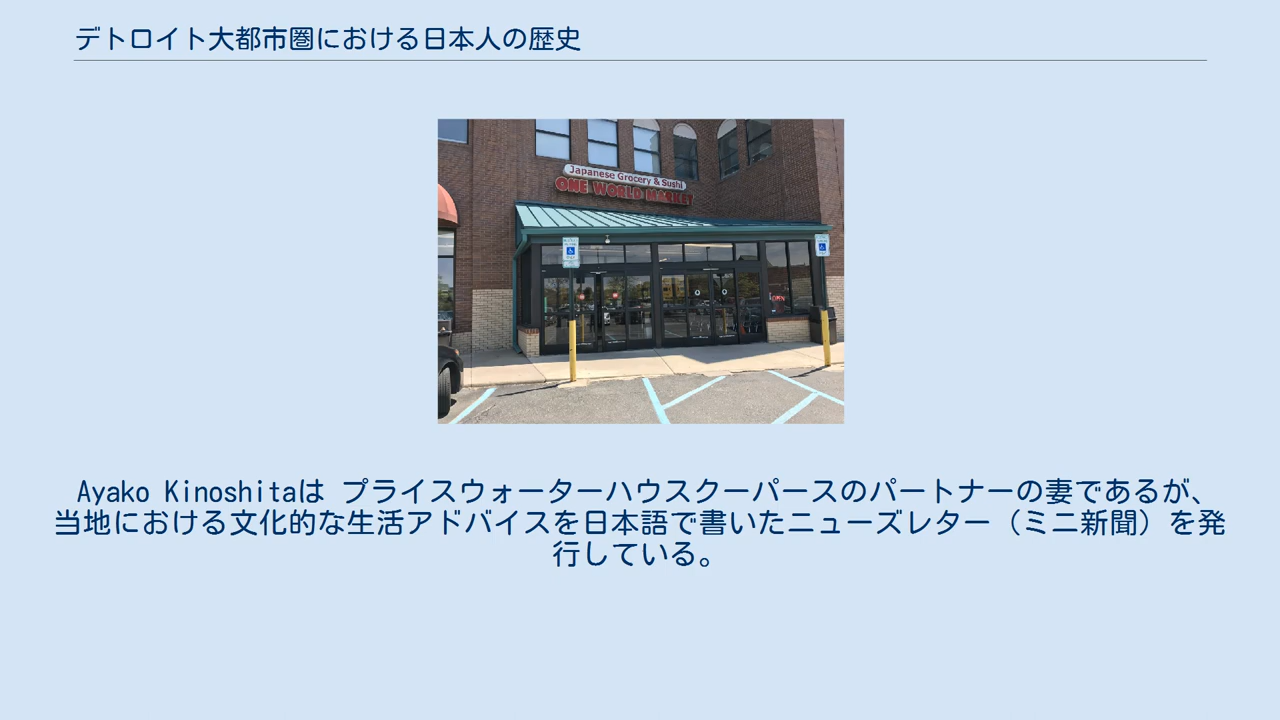 デトロイト大都市圏における日本人の歴史
Japanese Grocery & Sushi
ONE WORLD MARKET
OPEN
Ayako Kinoshitaは プライスウォーターハウスクーパースのパートナーの妻であるが、
当地における文化的な生活アドバイスを日本語で書いたニューズレター（ミニ新聞）を発
行している。